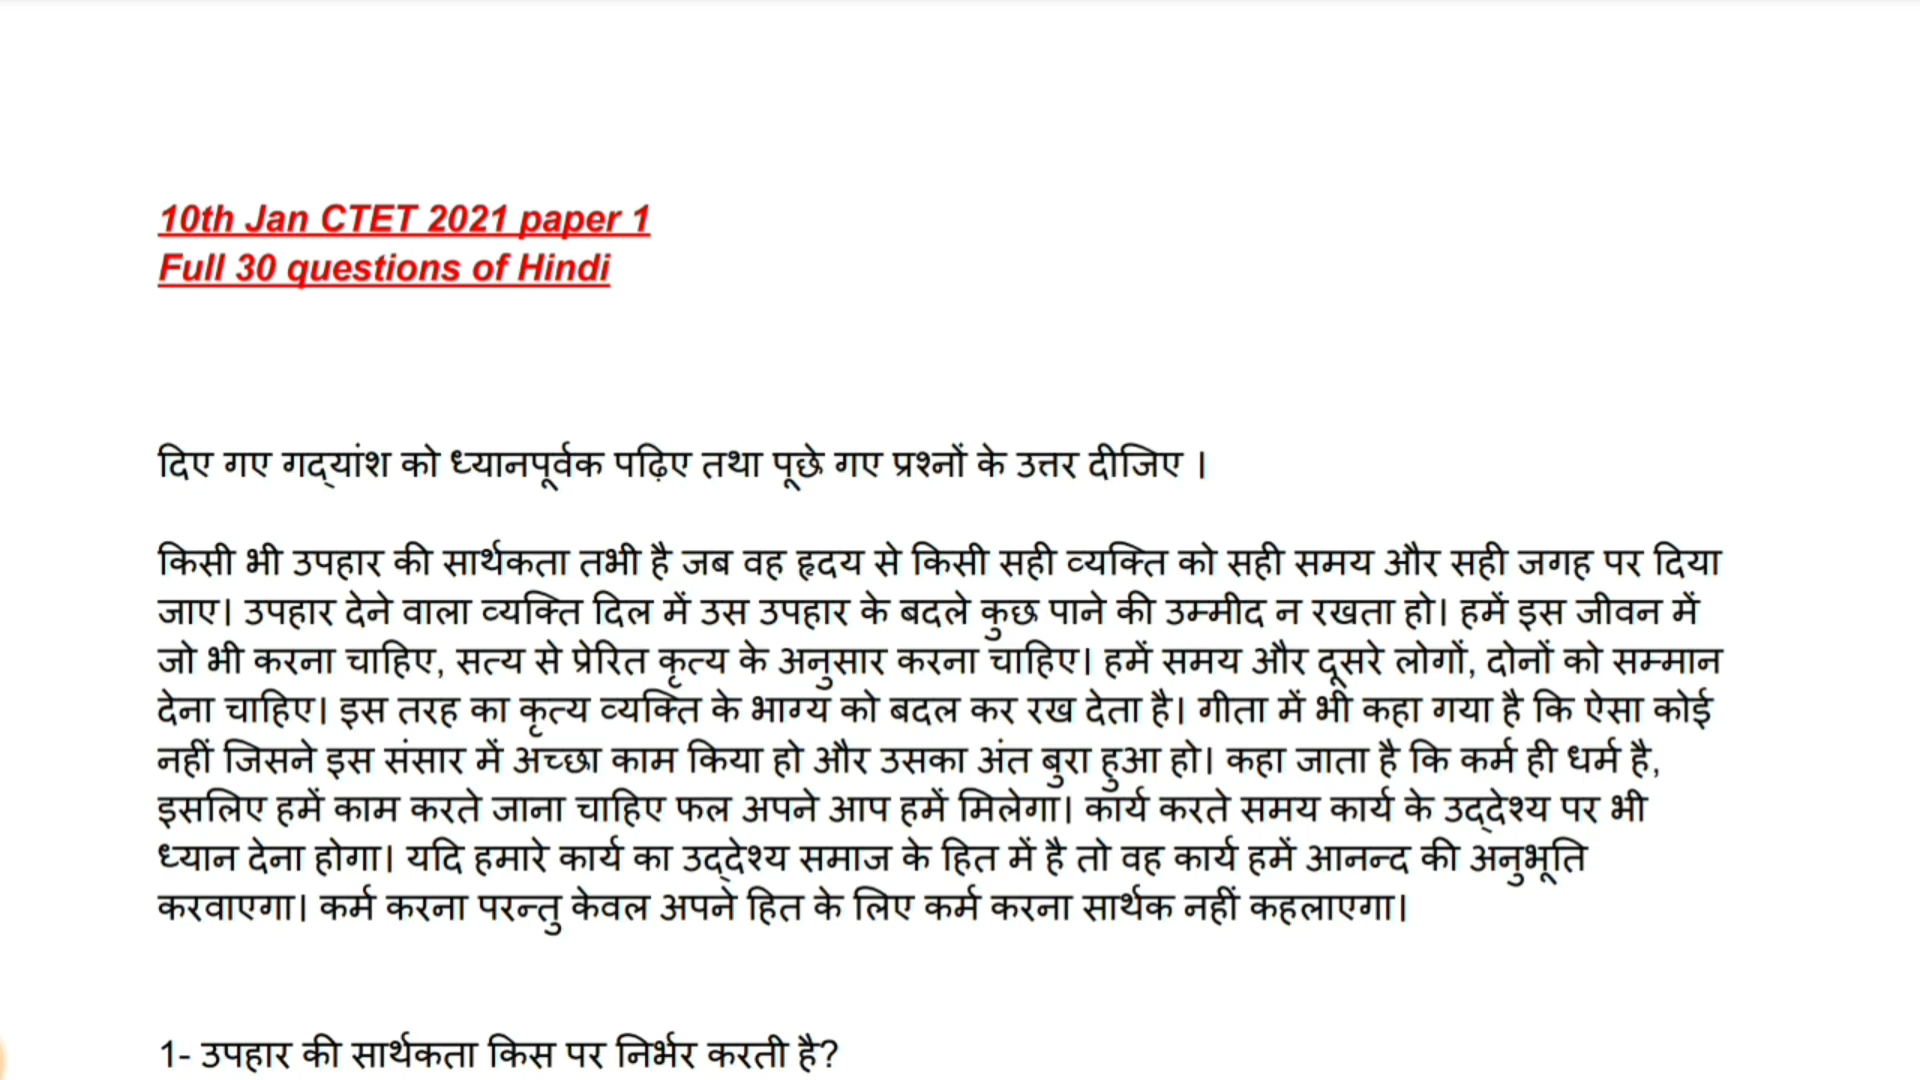 10th Jan CTET 2021 paper 1
Full 30 questions of Hindi
दिए गए गद्यांश को ध्यानपूर्वक पढ़िए तथा पूछे गए प्रश्नों के उत्तर दीजिए ।
किसी भी उपहार की सार्थकता तभी है जब वह हृदय से किसी सही व्यक्ति को सही समय और सही जगह पर दिया
जाए। उपहार देने वाला व्यक्ति दिल में उस उपहार के बदले कुछ पाने की उम्मीद न रखता हो। हमें इस जीवन में
जो भी करना चाहिए, सत्य से प्रेरित कृत्य के अनुसार करना चाहिए। हमें समय और दूसरे लोगों, दोनों को सम्मान
देना चाहिए। इस तरह का कृत्य व्यक्ति के भाग्य को बदल कर रख देता है। गीता में भी कहा गया है कि ऐसा कोई
नहीं जिसने इस संसार में अच्छा काम किया हो और उसका अंत बुरा हुआ हो। कहा जाता है कि कर्म ही धर्म है,
इसलिए हमें काम करते जाना चाहिए फल अपने आप हमें मिलेगा। कार्य करते समय कार्य के उद्देश्य पर भी
ध्यान देना होगा। यदि हमारे कार्य का उद्देश्य समाज के हित में है तो वह कार्य हमें आनन्द की अनुभूति
करवाएगा। कर्म करना परन्तु केवल अपने हित के लिए कर्म करना सार्थक नहीं कहलाएगा।
1- उपहार की सार्थकता किस पर निर्भर करती है?